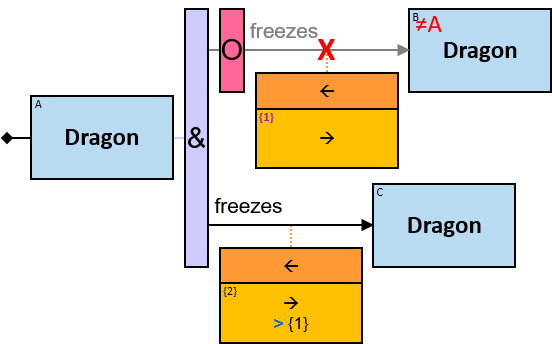 A
Dragon
&
O
freezes
X
B
≠A
Dragon
←
{1}
→
freezes
C
Dragon
←
{2}
→
> {1}